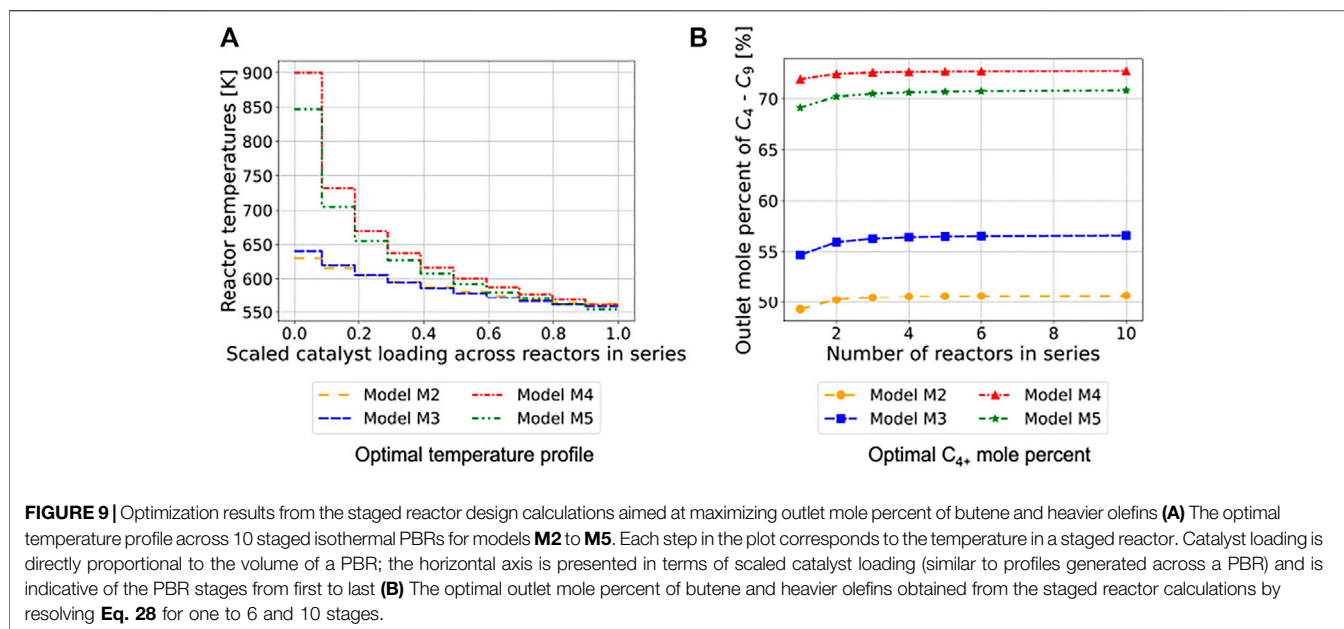 A
Reactor temperatures [K]
900
850
800
750
700
650
600
550
0.0 0.2 0.4 0.6 0.8 1.0
Scaled catalyst loading across reactors in series
Model M2 Model M4
Model M3 Model M5
Optimal temperature profile
B
Outlet mole percent of C4 - C9 [%]
70
65
60
55
50
2 4 6 8 10
Number of reactors in series
Model M2 Model M4
Model M3 Model M5
Optimal C4+ mole percent
FIGURE 9 | Optimization results from the staged reactor design calculations aimed at maximizing outlet mole percent of butene and heavier olefins (A) The optimal
temperature profile across 10 staged isothermal PBRs for models M2 to M5. Each step in the plot corresponds to the temperature in a staged reactor. Catalyst loading is
directly proportional to the volume of a PBR; the horizontal axis is presented in terms of scaled catalyst loading (similar to profiles generated across a PBR) and is
indicative of the PBR stages from first to last (B) The optimal outlet mole percent of butene and heavier olefins obtained from the staged reactor calculations by
resolving Eq. 28 for one to 6 and 10 stages.